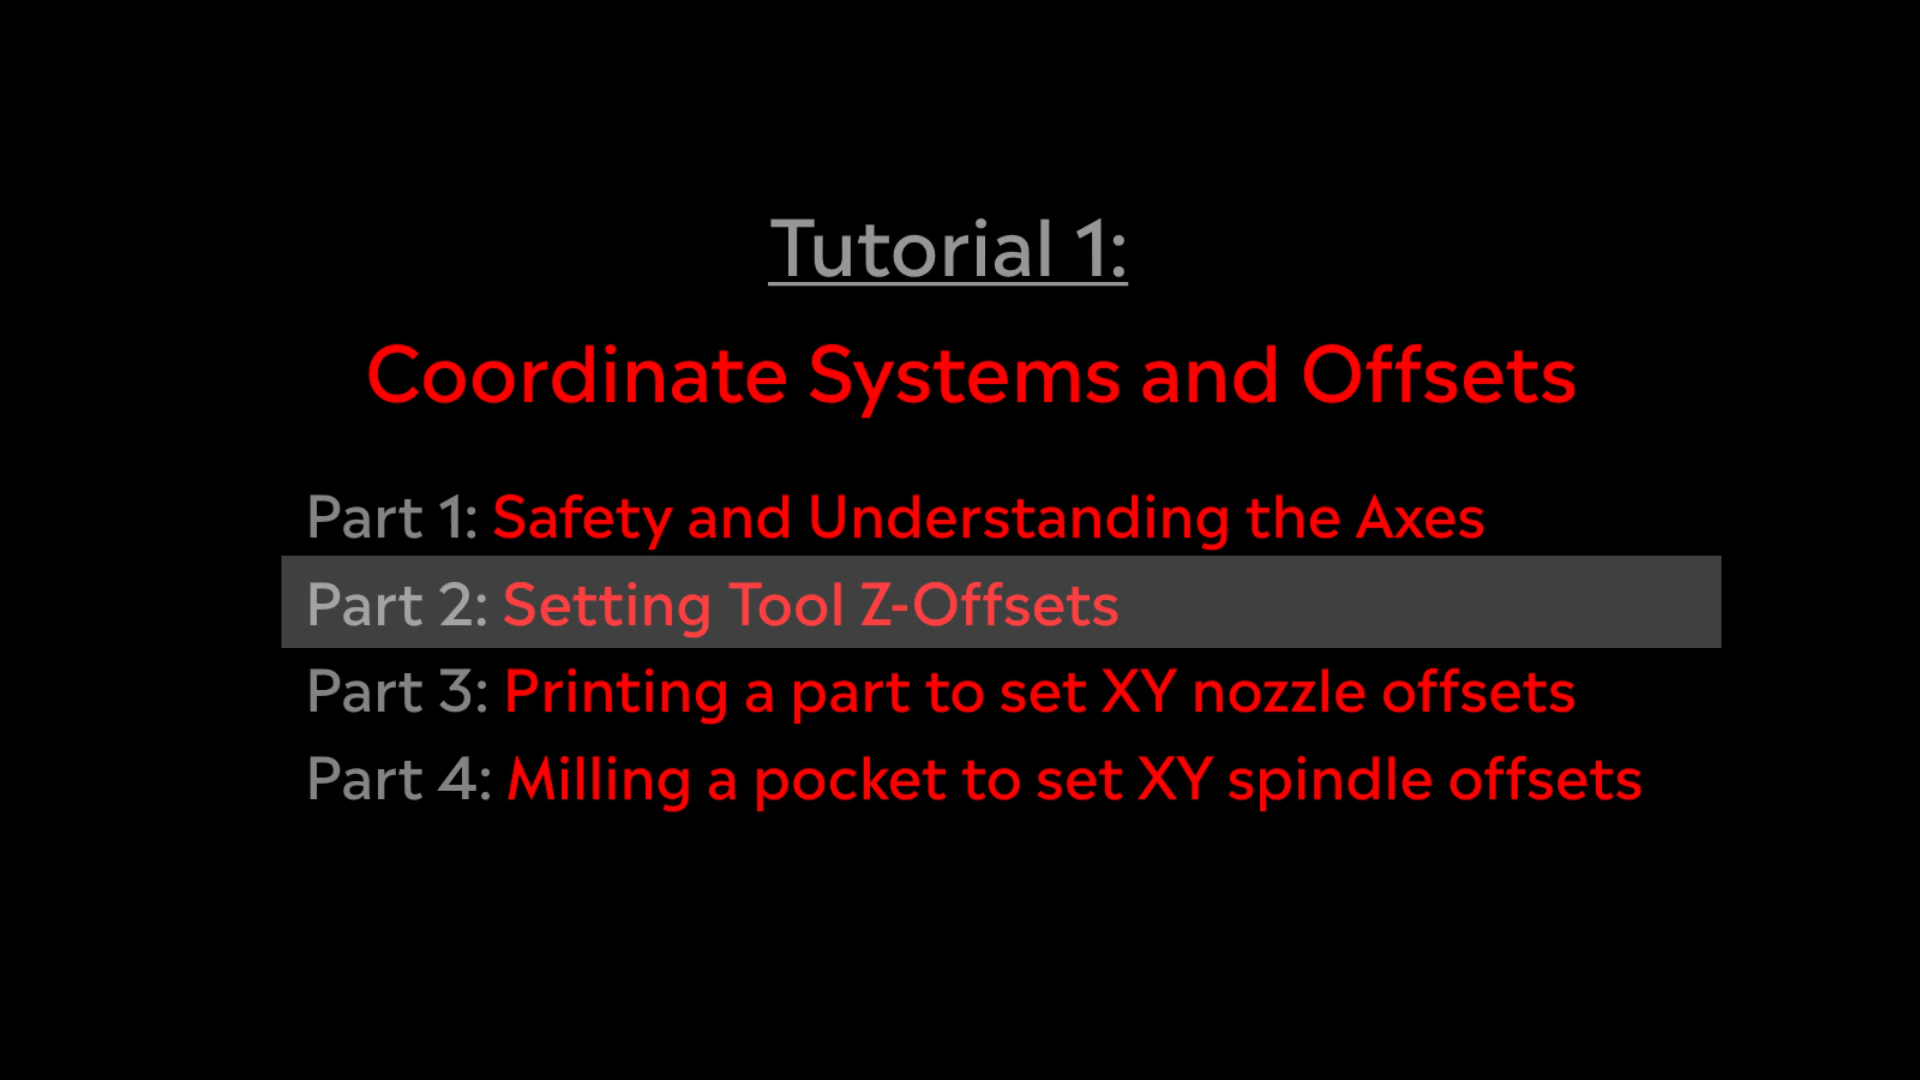 Tutorial 1:
Coordinate Systems and Offsets
Part 1: Safety and Understanding the Axes
Part 2: Setting Tool Z-Offsets
Part 3: Printing a part to set XY nozzle offsets
Part 4: Milling a pocket to set XY spindle offsets